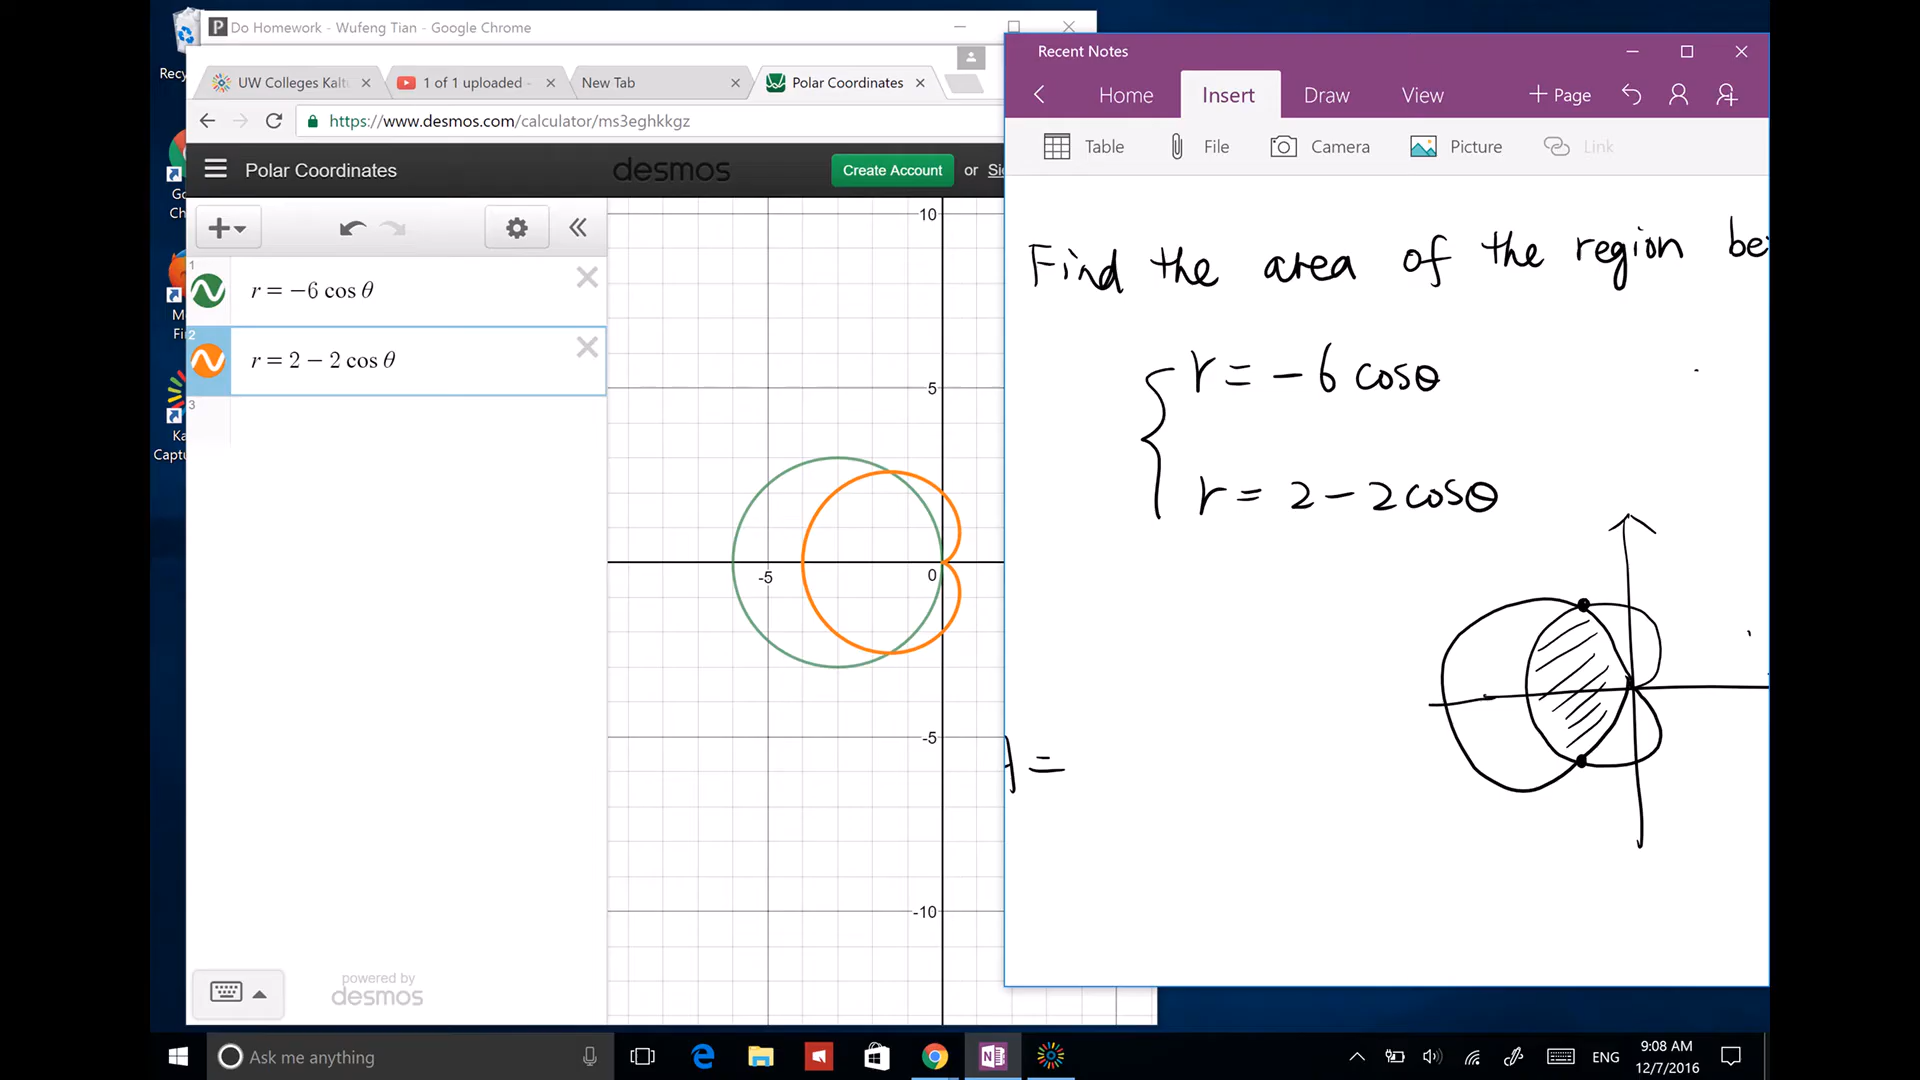 Do Homework - Wufeng Tian - Google Chrome
UW Colleges Kalt
1 of 1 uploaded -
New Tab
Polar Coordinates
https://www.desmos.com/calculator/ms3eghkkgz
Polar Coordinates
desmos
Create Account
or
1
r = −6 cos θ
2
r = 2 − 2 cos θ
3
10
5
-5
0
-5
-10
powered by
desmos
Recent Notes
Home
Insert
Draw
View
+ Page
Table
File
Camera
Picture
Link
Find the area of the region
r = -6 cosθ
r = 2 - 2cosθ
=
Ask me anything
ENG
9:08 AM
12/7/2016